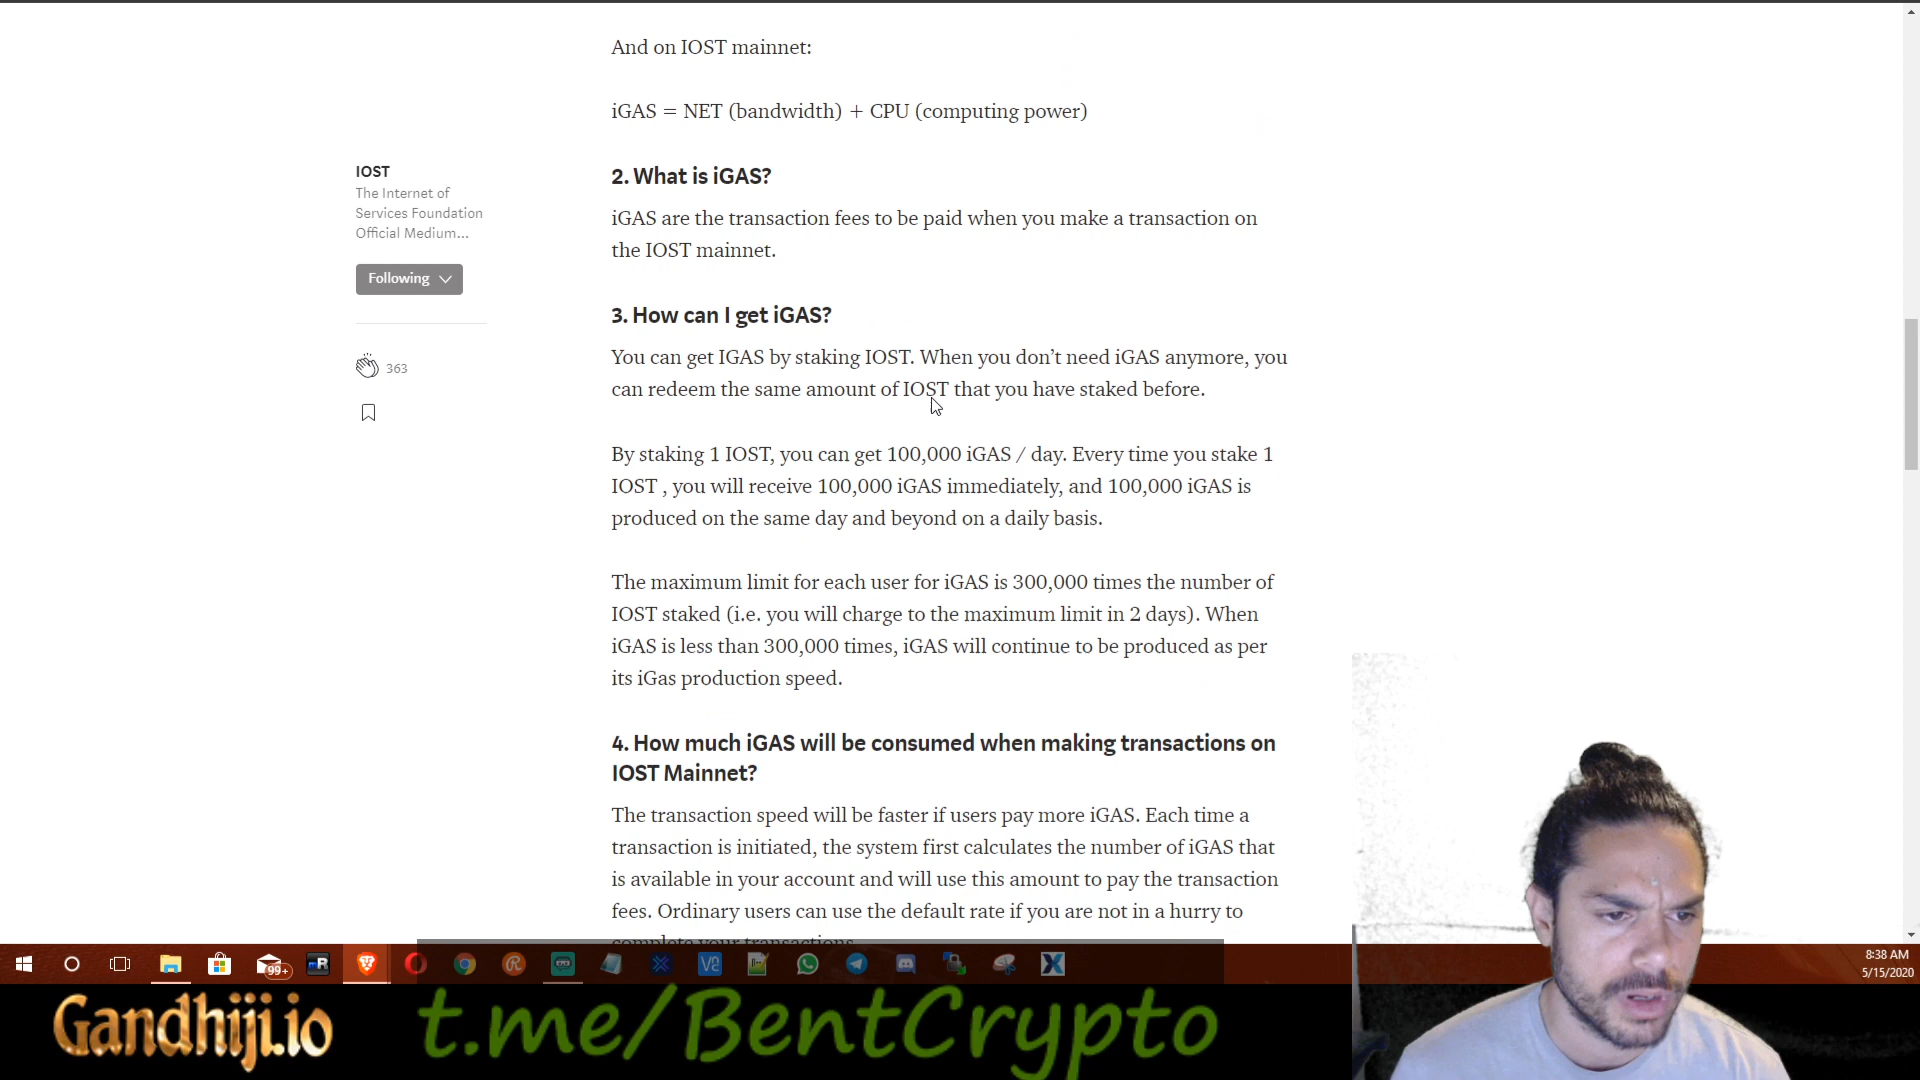 And on IOST mainnet:
iGAS = NET (bandwidth) + CPU (computing power)
IOST
The Internet of
Services Foundation
Official Medium...
Following
363
2. What is iGAS?
iGAS are the transaction fees to be paid when you make a transaction on
the IOST mainnet.
3. How can I get iGAS?
You can get IGAS by staking IOST. When you don’t need iGAS anymore, you
can redeem the same amount of IOST that you have staked before.
By staking 1 IOST, you can get 100,000 iGAS / day. Every time you stake 1
IOST , you will receive 100,000 iGAS immediately, and 100,000 iGAS is
produced on the same day and beyond on a daily basis.
The maximum limit for each user for iGAS is 300,000 times the number of
IOST staked (i.e. you will charge to the maximum limit in 2 days). When
iGAS is less than 300,000 times, iGAS will continue to be produced as per
its iGas production speed.
4. How much iGAS will be consumed when making transactions on
IOST Mainnet?
The transaction speed will be faster if users pay more iGAS. Each time a
transaction is initiated, the system first calculates the number of iGAS that
is available in your account and will use this amount to pay the transaction
fees. Ordinary users can use the default rate if you are not in a hurry to
complete your transactions.
99+
8:38 AM
5/15/2020
Gandhiji.io
t.me/BentCrypto